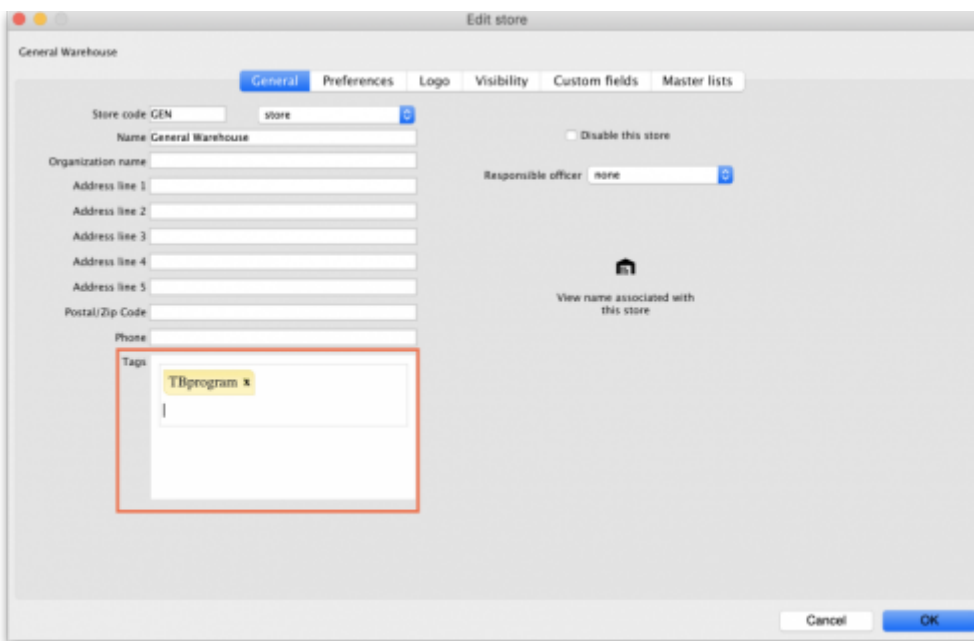 Edit store
General Warehouse
General Preferences Logo Visibility Custom fields Master lists
Store code GEN store
Disable this store
Name General Warehouse
Organization name
Responsible officer none
Address line 1
Address line 2
Address line 3
Address line 4
Address line 5
View name associated with
this store
Postal/Zip Code
Phone
Tags
TBprogram x
Cancel OK